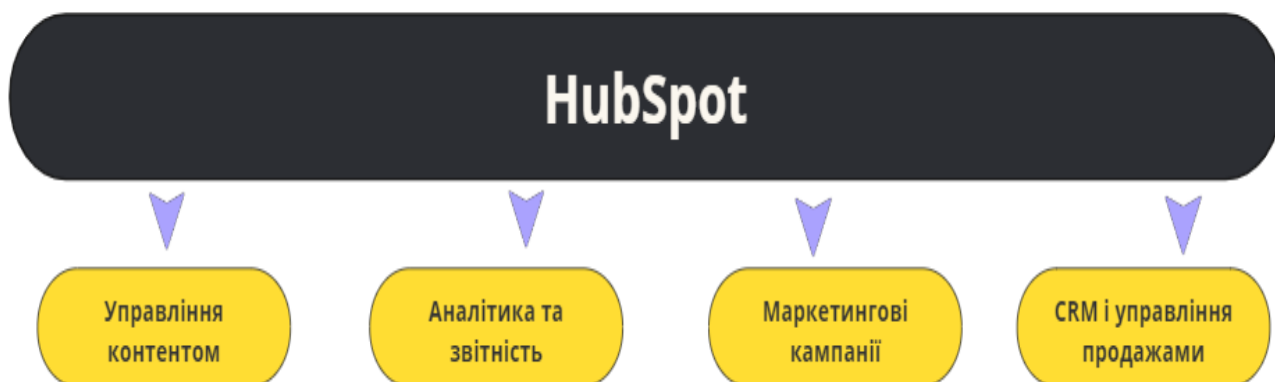 HubSpot
Управління
контентом
Аналітика та
звітність
Маркетингові
кампанії
CRM і управління
продажами